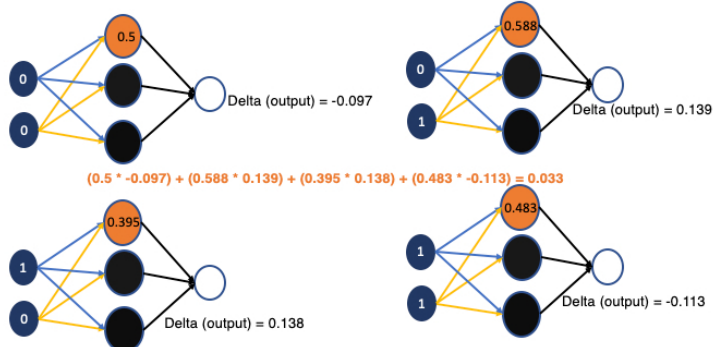 0.5
0
0
Delta (output) = -0.097
0.588
0
1
Delta (output) = 0.139
(0.5 * -0.097) + (0.588 * 0.139) + (0.395 * 0.138) + (0.483 * -0.113) = 0.033
0.395
1
0
Delta (output) = 0.138
0.483
1
1
Delta (output) = -0.113